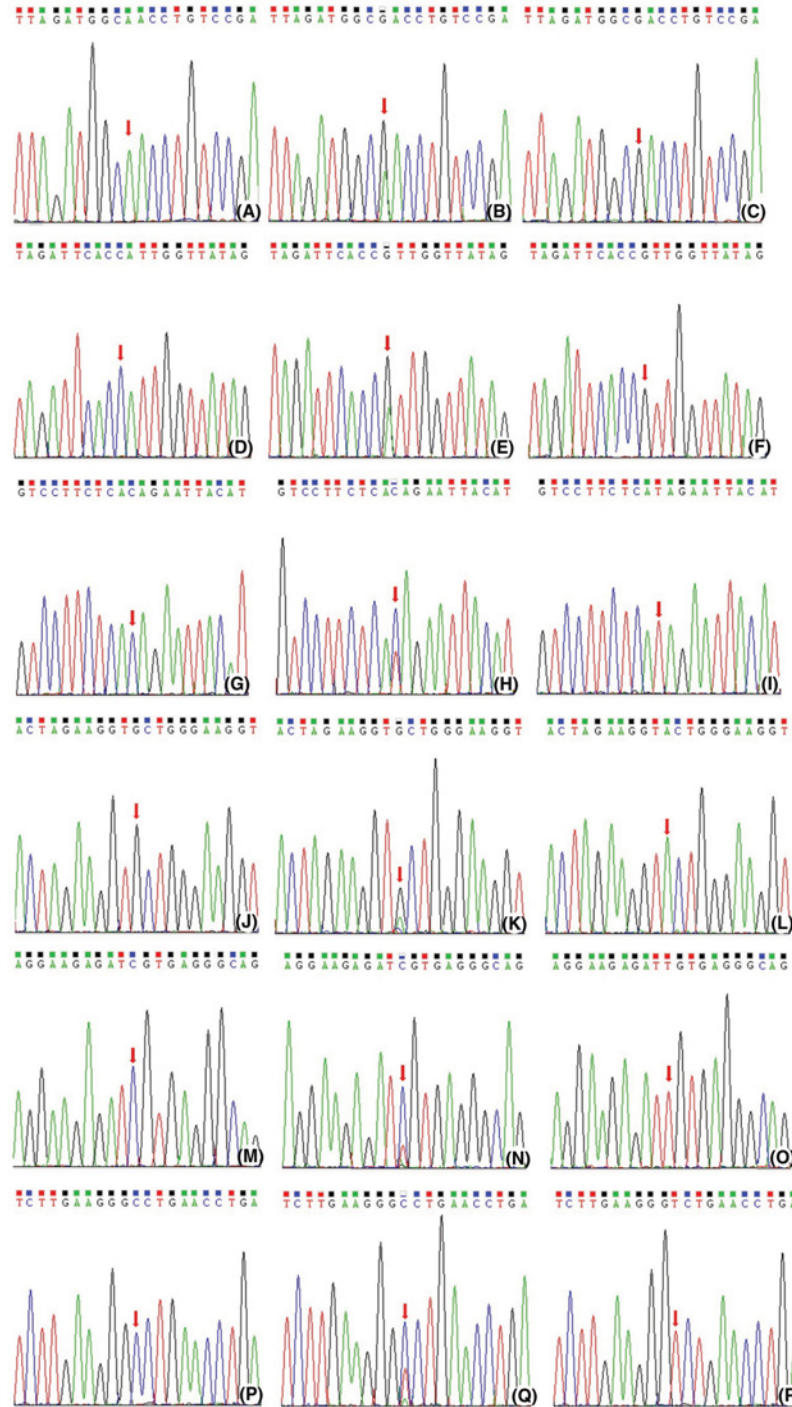 TTAGATGGCAACCTGTCCGA TTAGATGGCGACCTGTCCGA TTAGATGGCGACCTGTCCGA
(A) (B) (C)
TAGATTCACCATTGGTTATAG TAGATTCACCGTTGGTTATAG TAGATTCACCGTTGGTTATAG
(D) (E) (F)
GTCCTTCTCACAGAATTACAT GTCCTTCTCACAGAATTACAT GTCCTTCTCATAGAATTACAT
(G) (H) (I)
ACTAGAAGGTGCTGGGAAGGT ACTAGAAGGTGCTGGGAAGGT ACTAGAAGGTACTGGGAAGGT
(J) (K) (L)
AGGAAGAGATCGTGAGGGCAG AGGAAGAGATCGTGAGGGCAG AGGAAGAGATTGTGAGGGCAG
(M) (N) (O)
TCTTGAAGGGCCTGAACCTGA TCTTGAAGGGCCTGAACCTGA TCTTGAAGGGTCTGAACCTGA
(P) (Q)